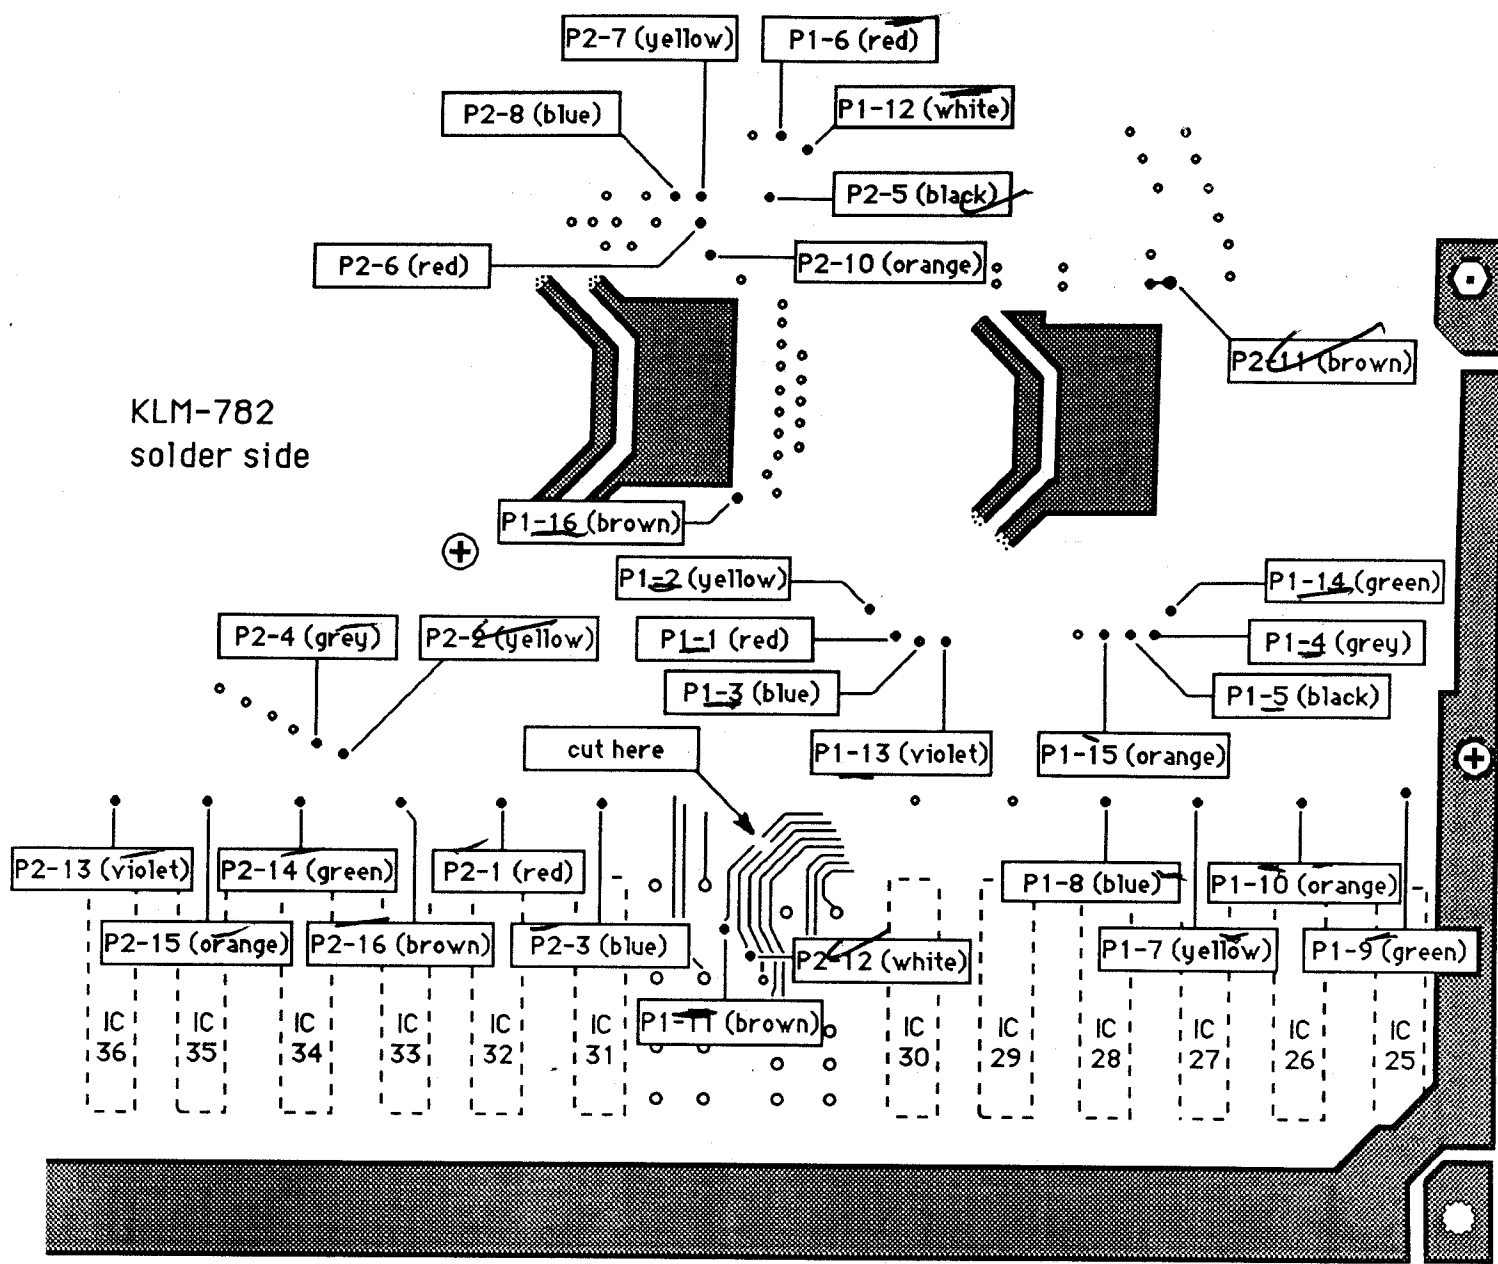 P2-7 (yellow)
P1-6 (red)
P2-8 (blue)
P1-12 (white)
P2-5 (black)
P2-6 (red)
P2-10 (orange)
P2-11 (brown)
KLM-782
solder side
P1-16 (brown)
P1-2 (yellow)
P1-14 (green)
P2-4 (grey)
P2-2 (yellow)
P1-1 (red)
P1-4 (grey)
P1-3 (blue)
P1-5 (black)
cut here
P1-13 (violet)
P1-15 (orange)
P2-13 (violet)
P2-14 (green)
P2-1 (red)
P1-8 (blue)
P1-10 (orange)
P2-15 (orange)
P2-16 (brown)
P2-3 (blue)
P2-12 (white)
P1-7 (yellow)
P1-9 (green)
P1-11 (brown)
IC
36
IC
35
IC
34
IC
33
IC
32
IC
31
IC
30
IC
29
IC
28
IC
27
IC
26
IC
25